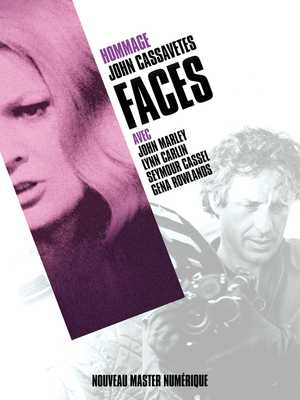 HOMMAGE
JOHN CASSAVETES
FACES
AVEC
JOHN MARLEY
LYNN CARLIN
SEYMOUR CASSEL
GENA ROWLANDS
NOUVEAU MASTER NUMÉRIQUE